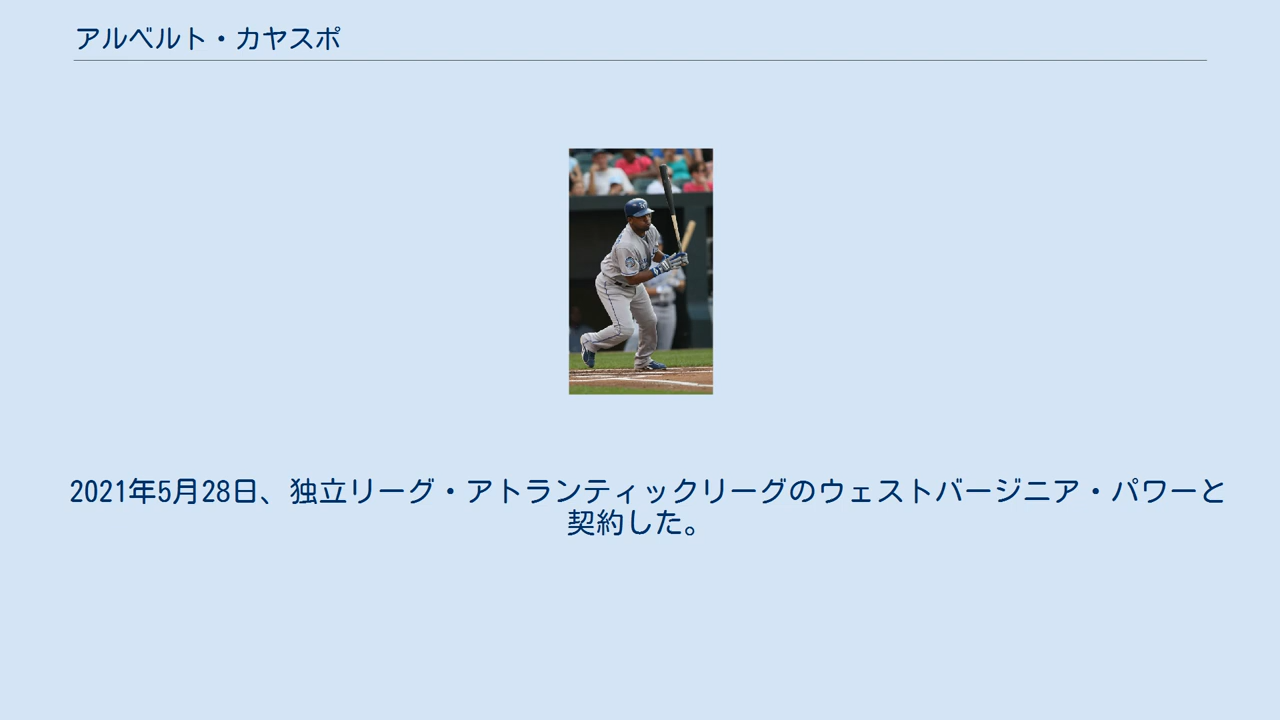 アルベルト・カヤスポ
2021年5月28日、独立リーグ・アトランティックリーグのウェストバージニア・パワーと
契約した。